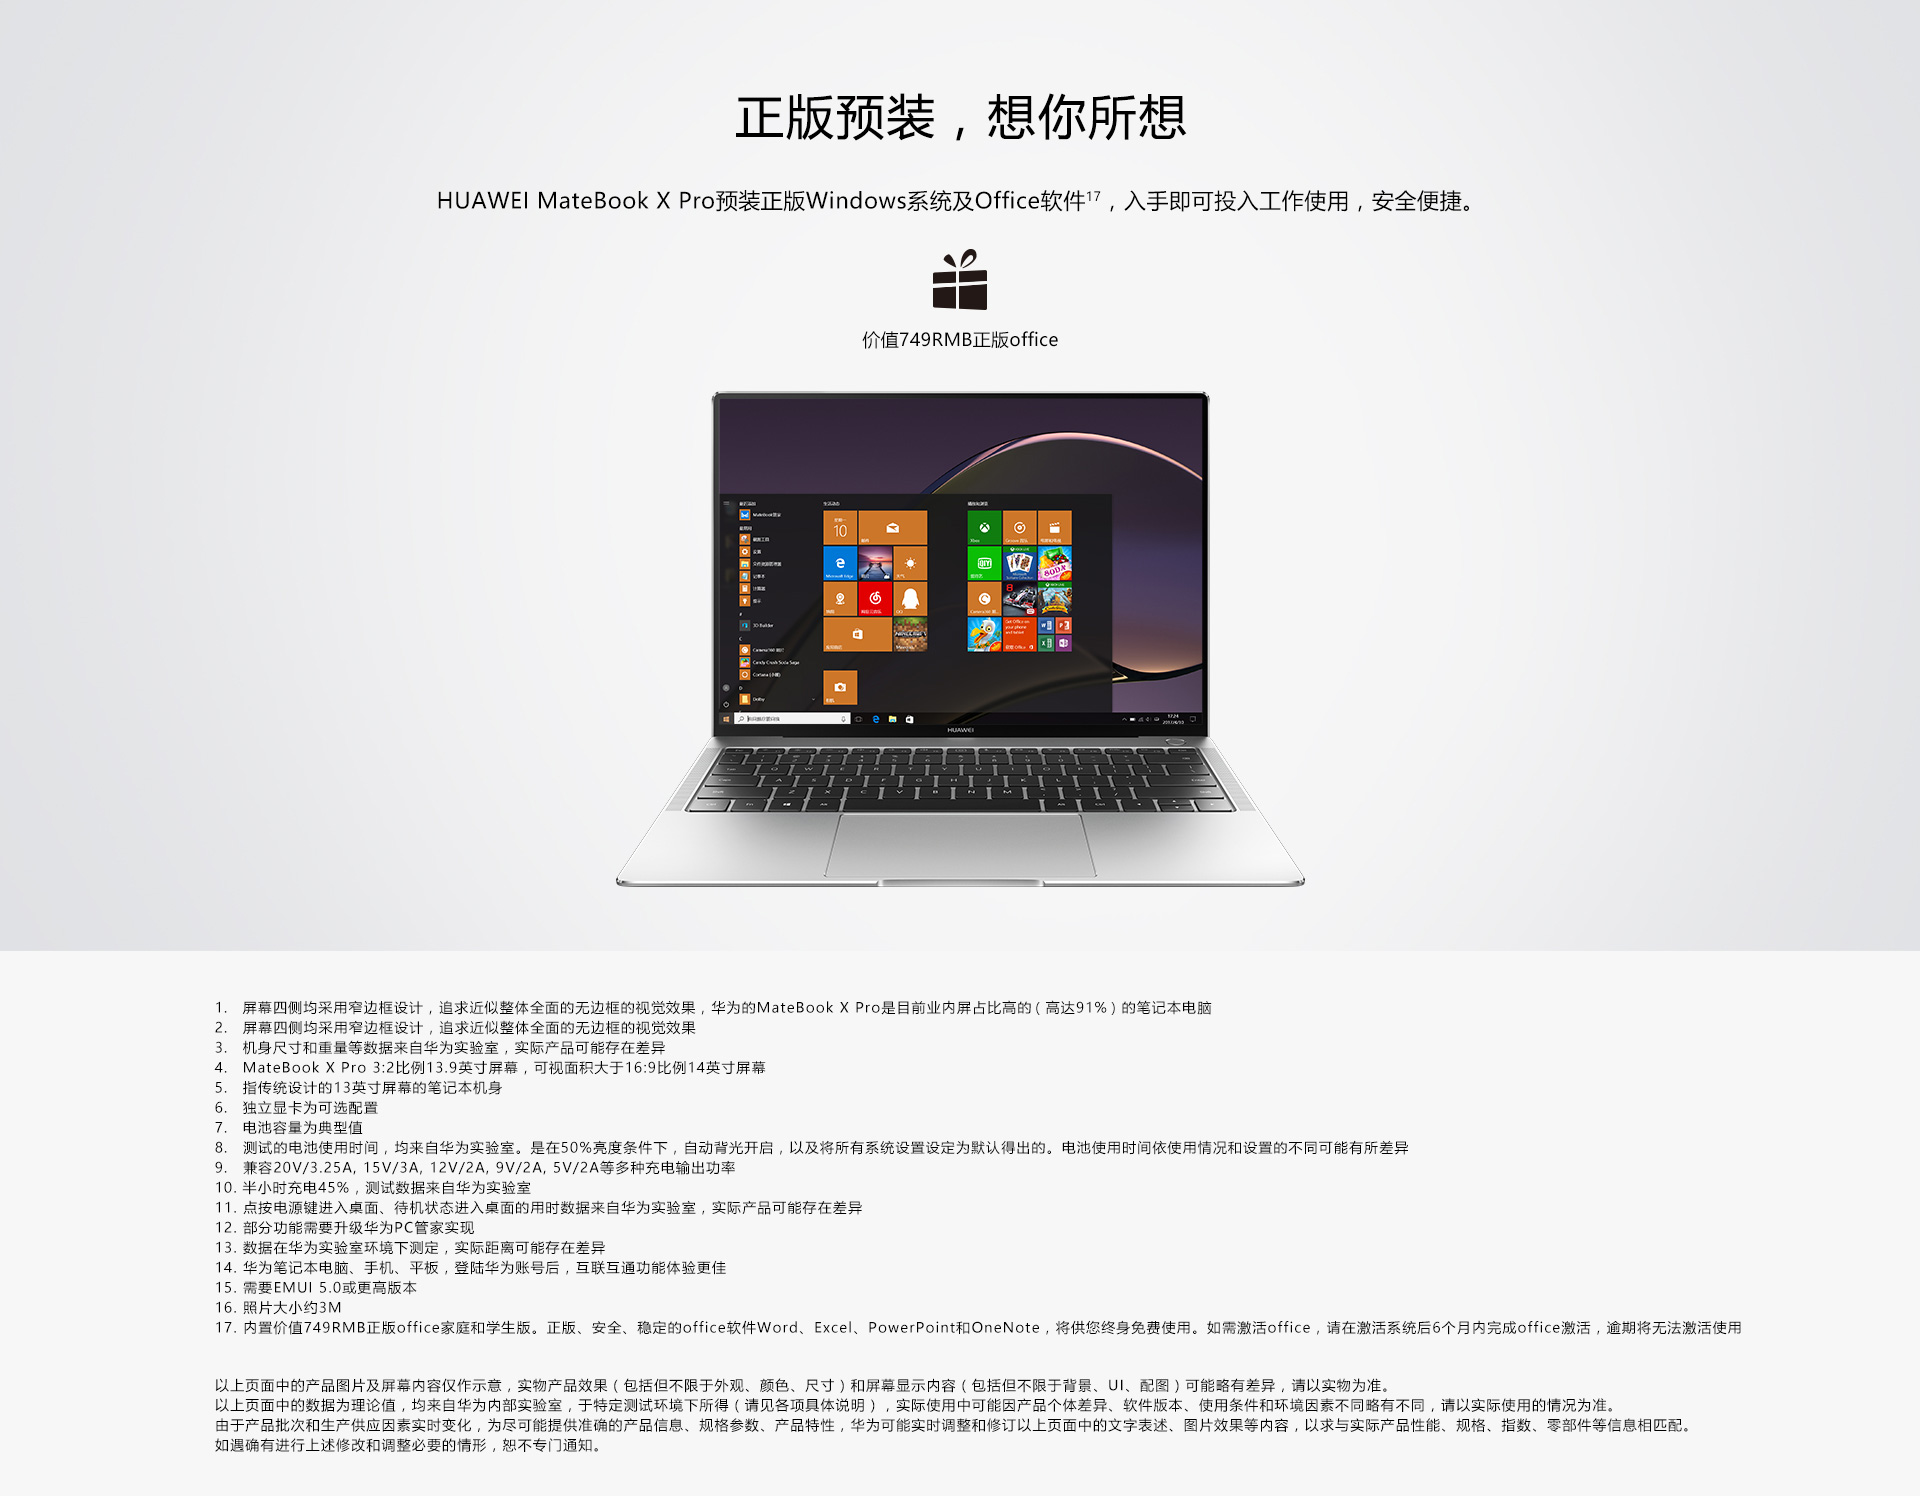 正版预装，想你所想
HUAWEI MateBook X Pro预装正版Windows系统及Office软件17，入手即可投入工作使用，安全便捷。
价值749RMB正版office
生活动态
10
Microsoft Edge
天气
QQ
Xbox
Get Office on your phone and tablet
3D Builder
Candy Crush Soda Saga
Dolby
17:24
HUAWEI
1. 屏幕四侧均采用窄边框设计，追求近似整体全面的无边框的视觉效果，华为的MateBook X Pro是目前业内屏占比高的（高达91%）的笔记本电脑
2. 屏幕四侧均采用窄边框设计，追求近似整体全面的无边框的视觉效果
3. 机身尺寸和重量等数据来自华为实验室，实际产品可能存在差异
4. MateBook X Pro 3:2比例13.9英寸屏幕，可视面积大于16:9比例14英寸屏幕
5. 指传统设计的13英寸屏幕的笔记本机身
6. 独立显卡为可选配置
7. 电池容量为典型值
8. 测试的电池使用时间，均来自华为实验室。是在50%亮度条件下，自动背光开启，以及将所有系统设置设定为默认得出的。电池使用时间依使用情况和设置的不同可能有所差异
9. 兼容20V/3.25A, 15V/3A, 12V/2A, 9V/2A, 5V/2A等多种充电输出功率
10. 半小时充电45%，测试数据来自华为实验室
11. 点按电源键进入桌面、待机状态进入桌面的用时数据来自华为实验室，实际产品可能存在差异
12. 部分功能需要升级华为PC管家实现
13. 数据在华为实验室环境下测定，实际距离可能存在差异
14. 华为笔记本电脑、手机、平板，登陆华为账号后，互联互通功能体验更佳
15. 需要EMUI 5.0或更高版本
16. 照片大小约3M
17. 内置价值749RMB正版office家庭和学生版。正版、安全、稳定的office软件Word、Excel、PowerPoint和OneNote，将供您终身免费使用。如需激活office，请在激活系统后6个月内完成office激活，逾期将无法激活使用
以上页面中的产品图片及屏幕内容仅作示意，实物产品效果（包括但不限于外观、颜色、尺寸）和屏幕显示内容（包括但不限于背景、UI、配图）可能略有差异，请以实物为准。
以上页面中的数据为理论值，均来自华为内部实验室，于特定测试环境下所得（请见各项具体说明），实际使用中可能因产品个体差异、软件版本、使用条件和环境因素不同略有不同，请以实际使用的情况为准。
由于产品批次和生产供应因素实时变化，为尽可能提供准确的产品信息、规格参数、产品特性，华为可能实时调整和修订以上页面中的文字表述、图片效果等内容，以求与实际产品性能、规格、指数、零部件等信息相匹配。
如遇确有进行上述修改和调整必要的情形，恕不专门通知。